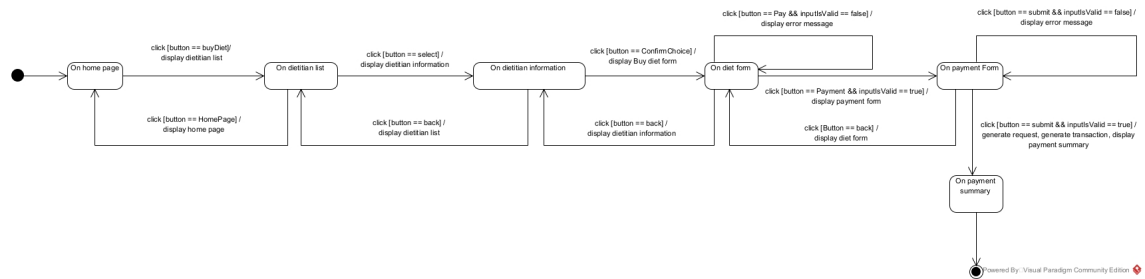 click [button == Pay && inputIsValid == false] /
display error message
click [button == submit && inputIsValid == false] /
display error message
click [button == buyDiet]/
display dietitian list
click [button == select] /
display dietitian information
click [button == ConfirmChoice] /
display Buy diet form
On home page
On dietitian list
On dietitian information
On diet form
On payment Form
click [button == Payment && inputIsValid == true] /
display payment form
click [button == HomePage] /
display home page
click [button == back] /
display dietitian list
click [button == back] /
display dietitian information
click [Button == back] /
display diet form
click [button == submit && inputIsValid == true] /
generate request, generate transaction, display
payment summary
On payment
summary
Powered By Visual Paradigm Community Edition